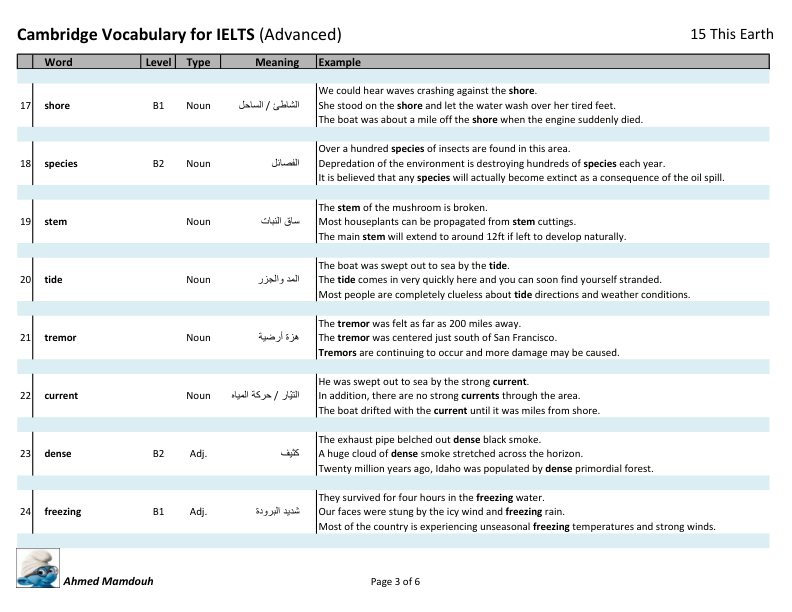 Cambridge Vocabulary for IELTS (Advanced) 15 This Earth
Word Level Type Meaning Example
We could hear waves crashing against the shore.
17 shore B1 Noun الشاطئ / الساحل She stood on the shore and let the water wash over her tired feet.
The boat was about a mile off the shore when the engine suddenly died.
Over a hundred species of insects are found in this area.
18 species B2 Noun الفصائل Depredation of the environment is destroying hundreds of species each year.
It is believed that any species will actually become extinct as a consequence of the oil spill.
The stem of the mushroom is broken.
19 stem Noun ساق النبات Most houseplants can be propagated from stem cuttings.
The main stem will extend to around 12ft if left to develop naturally.
The boat was swept out to sea by the tide.
20 tide Noun المد والجزر The tide comes in very quickly here and you can soon find yourself stranded.
Most people are completely clueless about tide directions and weather conditions.
The tremor was felt as far as 200 miles away.
21 tremor Noun هزة أرضية The tremor was centered just south of San Francisco.
Tremors are continuing to occur and more damage may be caused.
He was swept out to sea by the strong current.
22 current Noun التيّار / حركة المياه In addition, there are no strong currents through the area.
The boat drifted with the current until it was miles from shore.
The exhaust pipe belched out dense black smoke.
23 dense B2 Adj. كثيف A huge cloud of dense smoke stretched across the horizon.
Twenty million years ago, Idaho was populated by dense primordial forest.
They survived for four hours in the freezing water.
24 freezing B1 Adj. شديد البرودة Our faces were stung by the icy wind and freezing rain.
Most of the country is experiencing unseasonal freezing temperatures and strong winds.
Ahmed Mamdouh Page 3 of 6